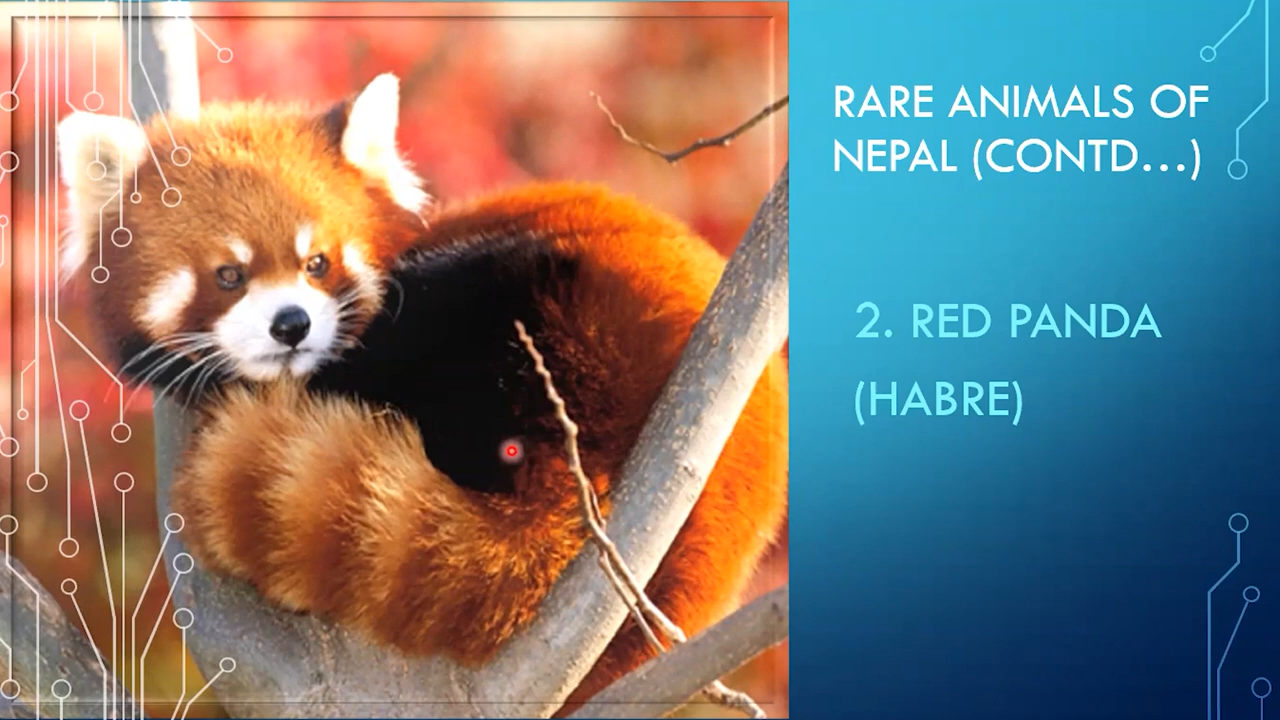 RARE ANIMALS OF
NEPAL (CONTD...)
2. RED PANDA
(HABRE)